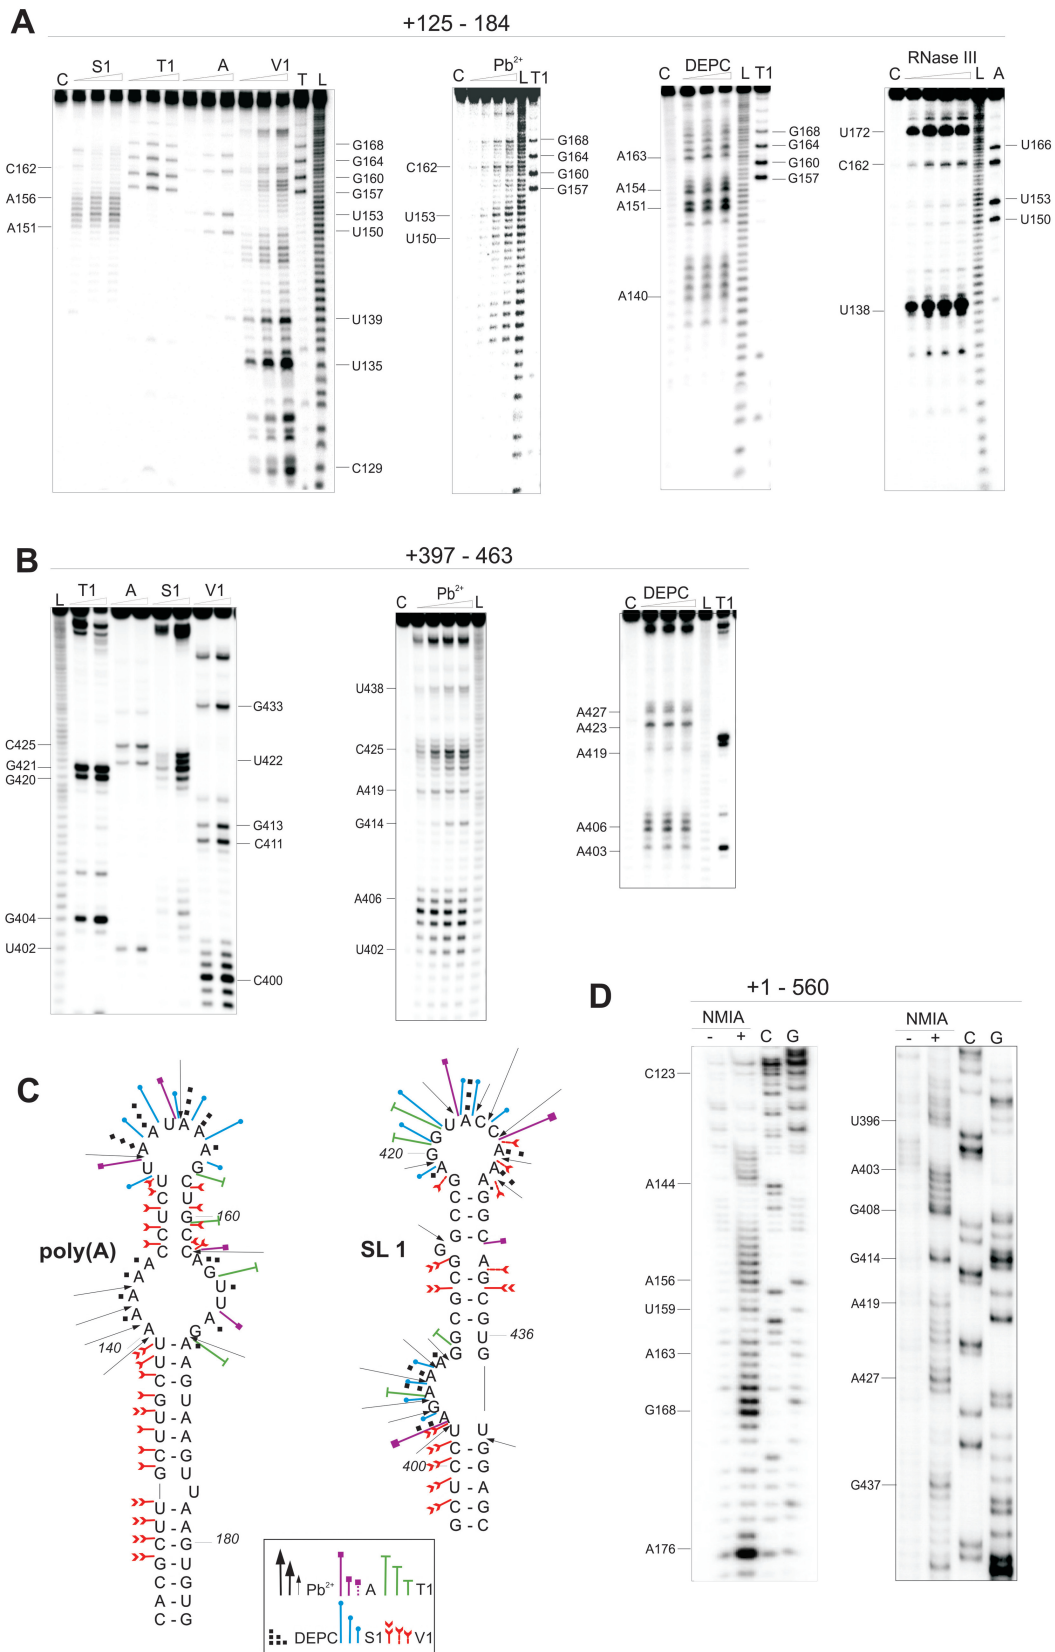 A
+125 - 184
C S1 T1 A V1 T L
G168
G164
C162
G160
G157
A156
U153
A151
U150
U139
U135
C129
C Pb2+ L T1
G168
G164
C162
G160
G157
U153
U150
C DEPC L T1
G168
G164
A163
G160
G157
A154
A151
A140
RNase III
C L A
U172
U166
C162
U153
U150
U138
B
+397 - 463
L T1 A S1 V1
G433
C425
U422
G421
G420
G413
C411
G404
U402
C400
C Pb2+ L
U438
C425
A419
G414
A406
U402
C DEPC L T1
A427
A423
A419
A406
A403
C
poly(A)
160
140
180
SL 1
420
436
400
Pb2+ A T1
DEPC S1 V1
D
+1 - 560
NMIA
- + C G
C123
A144
A156
U159
A163
G168
A176
NMIA
- + C G
U396
A403
G408
G414
A419
A427
G437